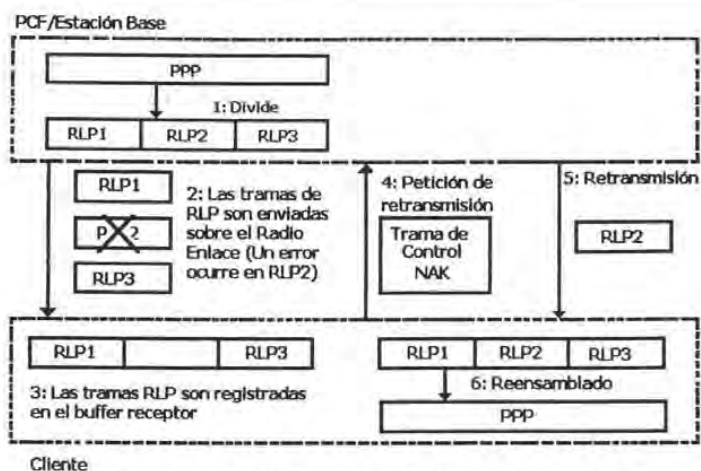 PCF/Estación Base
PPP
1: Divide
RLP1 RLP2 RLP3
RLP1
P 2
RLP3
2: Las tramas de
RLP son enviadas
sobre el Radio
Enlace (Un error
ocurre en RLP2)
4: Petición de
retransmisión
Trama de
Control
NAK
5: Retransmisión
RLP2
RLP1 RLP3
3: Las tramas RLP son registradas
en el buffer receptor
RLP1 RLP2 RLP3
6: Reensamblado
PPP
Cliente